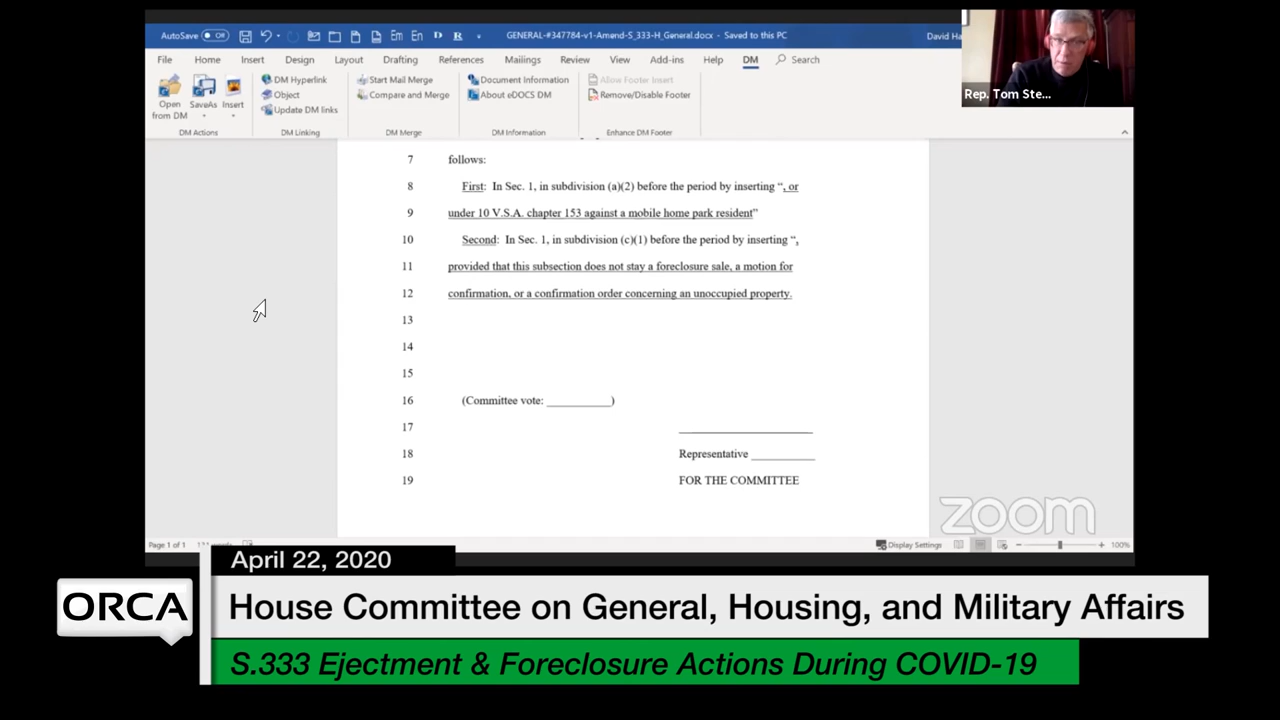 AutoSave Off
GENERAL-#347784-v1-Amend-S_333-H_General.docx - Saved to this PC
David Ha
File Home Insert Design Layout Drafting References Mailings Review View Add-ins Help DM Search
Open from DM
SaveAs
Insert
DM Actions
DM Hyperlink
Object
Update DM links
DM Linking
Start Mail Merge
Compare and Merge
DM Merge
Document Information
About eDOCS DM
DM Information
Allow Footer Insert
Remove/Disable Footer
Enhance DM Footer
Rep. Tom Ste...
7 follows:
8 First: In Sec. 1, in subdivision (a)(2) before the period by inserting “, or
9 under 10 V.S.A. chapter 153 against a mobile home park resident”
10 Second: In Sec. 1, in subdivision (c)(1) before the period by inserting “,
11 provided that this subsection does not stay a foreclosure sale, a motion for
12 confirmation, or a confirmation order concerning an unoccupied property.
13
14
15
16 (Committee vote: ___________)
17 _______________________
18 Representative ___________
19 FOR THE COMMITTEE
zoom
Page 1 of 1
Display Settings
100%
April 22, 2020
ORCA
House Committee on General, Housing, and Military Affairs
S.333 Ejectment & Foreclosure Actions During COVID-19